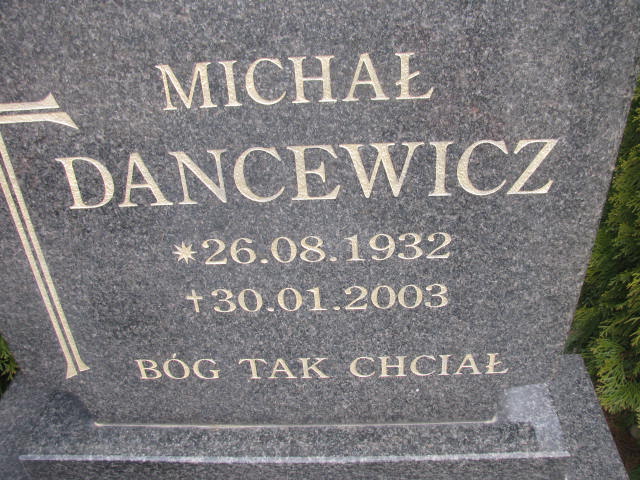 MICHAŁ
DANCEWICZ
✷26.08.1932
✝30.01.2003
BÓG TAK CHCIAŁ